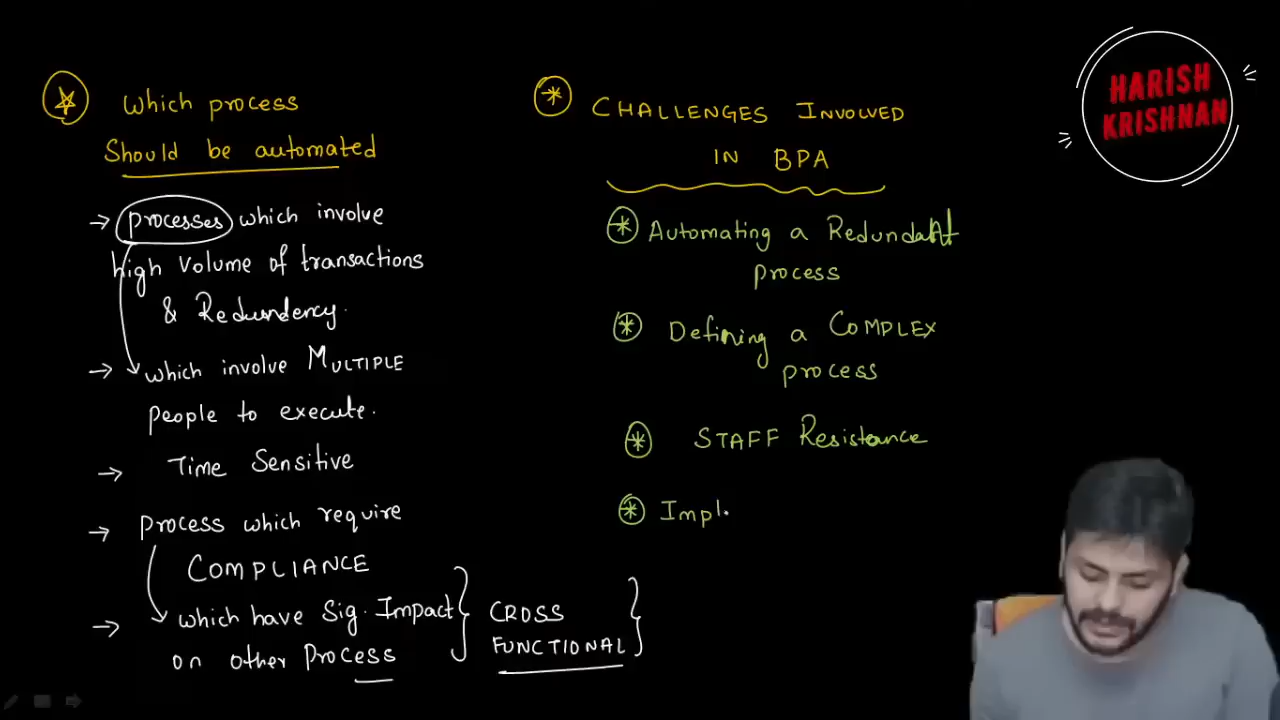 Which process
Should be automated
→ processes which involve
high Volume of transactions
& Redundancy.
→ which involve MULTIPLE
people to execute.
→ Time Sensitive
→ Process which require
COMPLIANCE
→ which have Sig. Impact
on other Process
CROSS
FUNCTIONAL
* CHALLENGES INVOLVED
IN BPA
* Automating a Redundant
process
* Defining a COMPLEX
process
* STAFF Resistance
* Impl.
HARISH
KRISHNAN